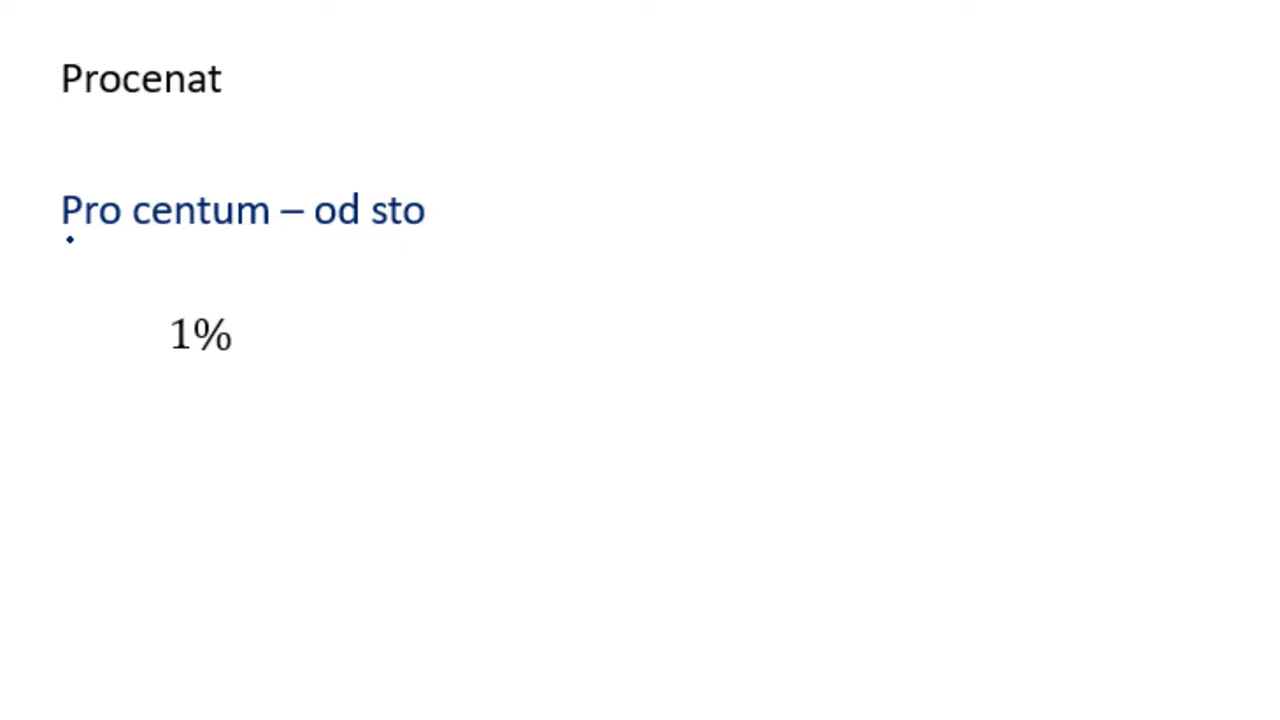 Procenat
Pro centum – od sto
1%